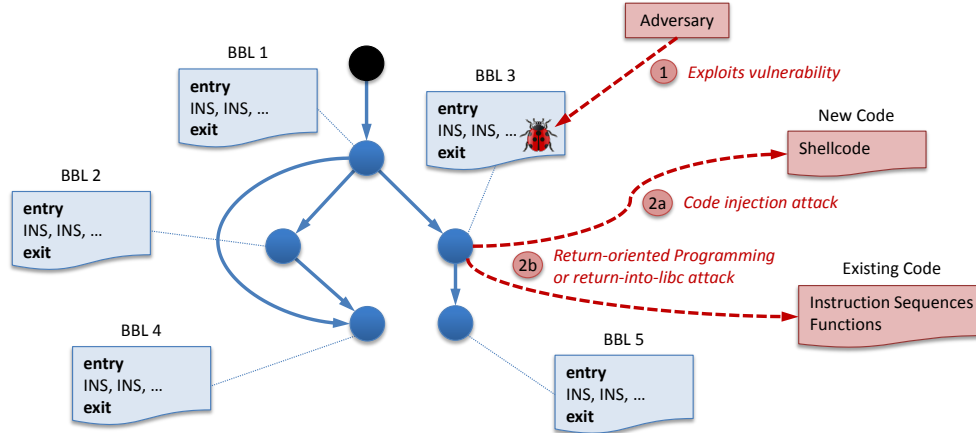 Adversary
BBL 1
BBL 3
1 Exploits vulnerability
entry
INS, INS, …
exit
entry
INS, INS, …
exit
New Code
Shellcode
BBL 2
2a Code injection attack
entry
INS, INS, …
exit
2b Return-oriented Programming
or return-into-libc attack
Existing Code
Instruction Sequences
Functions
BBL 4
BBL 5
entry
INS, INS, …
exit
entry
INS, INS, …
exit